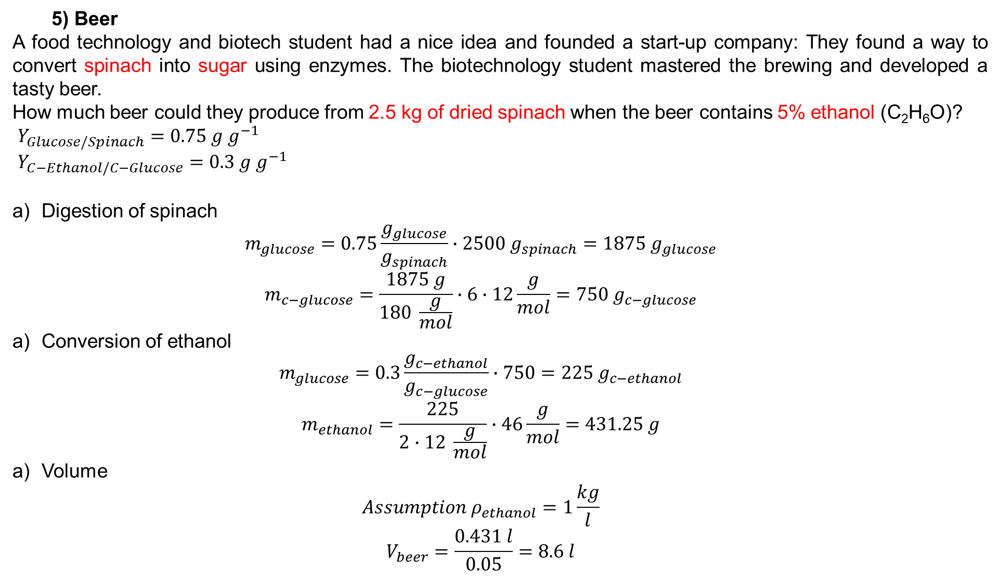 5) Beer
A food technology and biotech student had a nice idea and founded a start-up company: They found a way to
convert spinach into sugar using enzymes. The biotechnology student mastered the brewing and developed a
tasty beer.
How much beer could they produce from 2.5 kg of dried spinach when the beer contains 5% ethanol (C₂H₆O)?
Y_{Glucose/Spinach} = 0.75 g g⁻¹
Y_{C−Ethanol/C−Glucose} = 0.3 g g⁻¹
a) Digestion of spinach
m_{glucose} = 0.75 \frac{g_{glucose}}{g_{spinach}} · 2500 g_{spinach} = 1875 g_{glucose}
m_{c−glucose} = \frac{1875 g}{180 \frac{g}{mol}} · 6 · 12 \frac{g}{mol} = 750 g_{c−glucose}
a) Conversion of ethanol
m_{glucose} = 0.3 \frac{g_{c−ethanol}}{g_{c−glucose}} · 750 = 225 g_{c−ethanol}
m_{ethanol} = \frac{225}{2 · 12 \frac{g}{mol}} · 46 \frac{g}{mol} = 431.25 g
a) Volume
Assumption ρ_{ethanol} = 1 \frac{kg}{l}
V_{beer} = \frac{0.431 l}{0.05} = 8.6 l